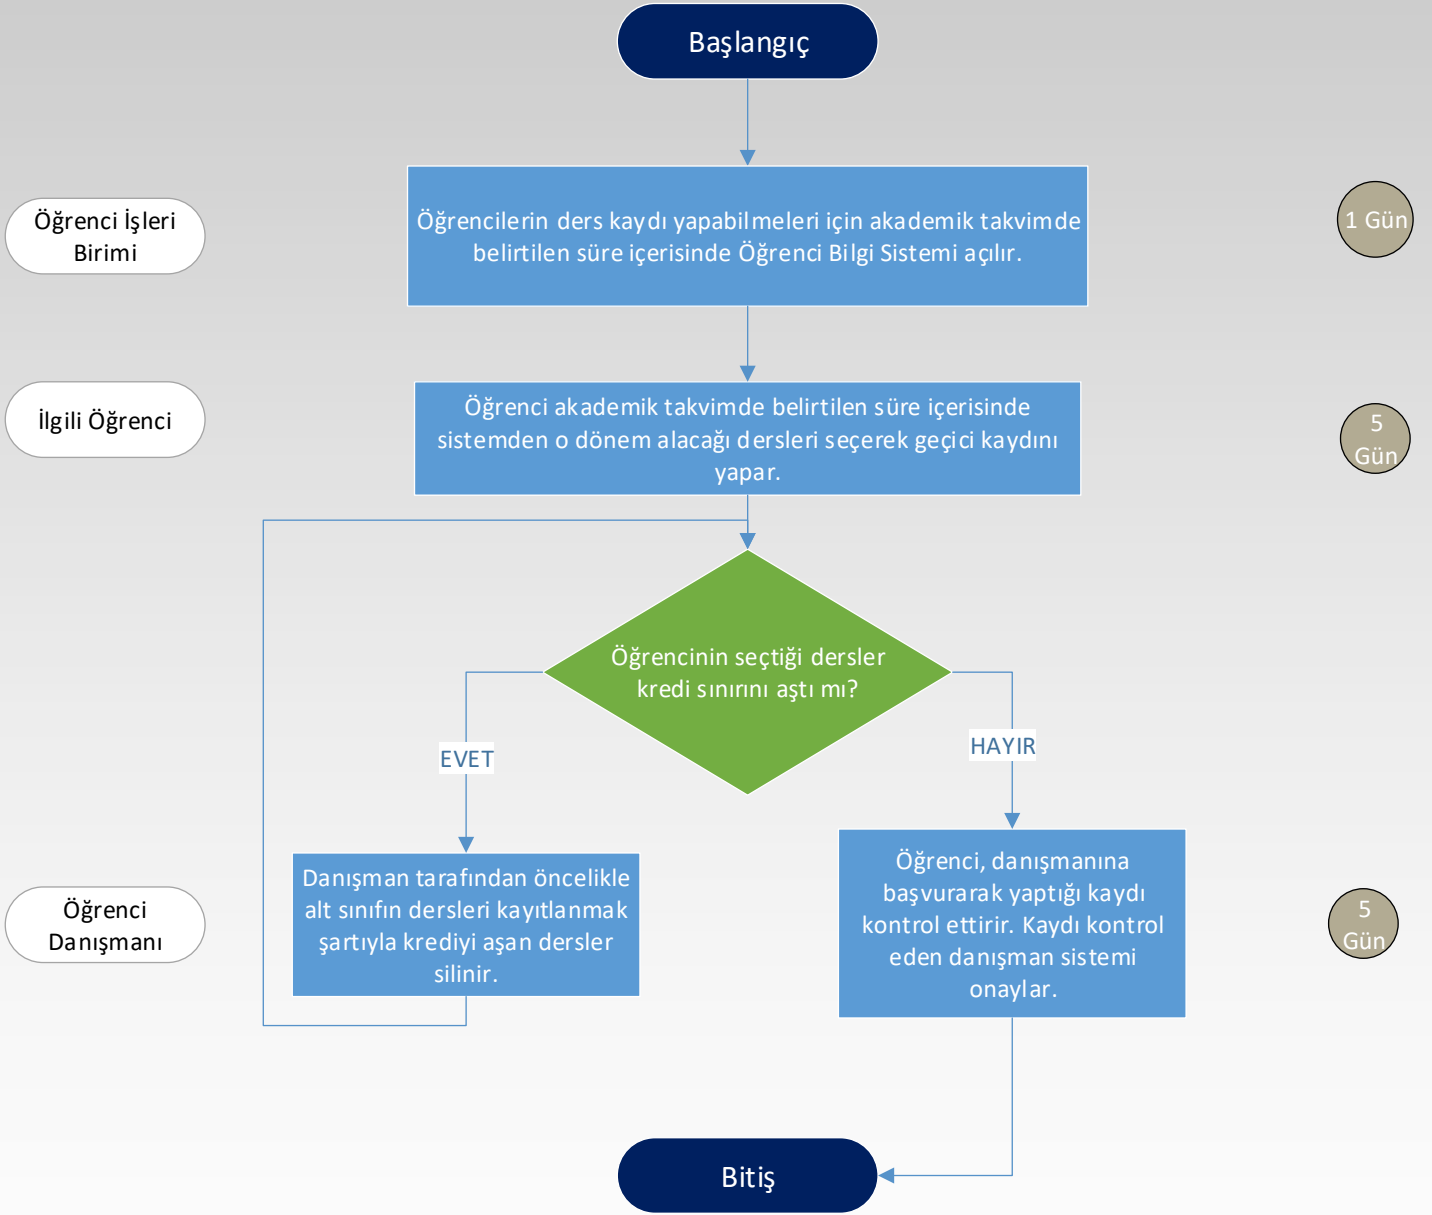 Başlangıç
Öğrenci İşleri
Birimi
Öğrencilerin ders kaydı yapabilmeleri için akademik takvimde
belirtilen süre içerisinde Öğrenci Bilgi Sistemi açılır.
1 Gün
İlgili Öğrenci
Öğrenci akademik takvimde belirtilen süre içerisinde
sistemden o dönem alacağı dersleri seçerek geçici kaydını
yapar.
5
Gün
Öğrencinin seçtiği dersler
kredi sınırını aştı mı?
EVET
HAYIR
Öğrenci
Danışmanı
Danışman tarafından öncelikle
alt sınıfın dersleri kayıtlanmak
şartıyla krediyi aşan dersler
silinir.
Öğrenci, danışmanına
başvurarak yaptığı kaydı
kontrol ettirir. Kaydı kontrol
eden danışman sistemi
onaylar.
5
Gün
Bitiş